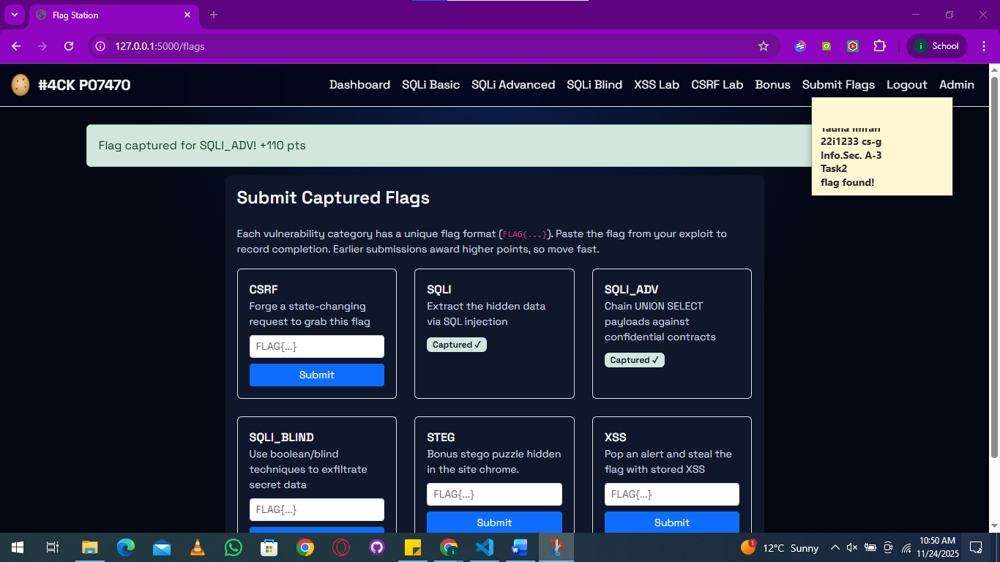 Flag Station
127.0.0.1:5000/flags
School
#4CK P07470
Dashboard SQLi Basic SQLi Advanced SQLi Blind XSS Lab CSRF Lab Bonus Submit Flags Logout Admin
Flag captured for SQLI_ADV! +110 pts
imran
22i1233 cs-g
Info.Sec. A-3
Task2
flag found!
Submit Captured Flags
Each vulnerability category has a unique flag format (FLAG{...}). Paste the flag from your exploit to
record completion. Earlier submissions award higher points, so move fast.
CSRF
Forge a state-changing
request to grab this flag
FLAG{...}
Submit
SQLI
Extract the hidden data
via SQL injection
Captured ✓
SQLI_ADV
Chain UNION SELECT
payloads against
confidential contracts
Captured ✓
SQLI_BLIND
Use boolean/blind
techniques to exfiltrate
secret data
FLAG{...}
STEG
Bonus stego puzzle hidden
in the site chrome.
FLAG{...}
Submit
XSS
Pop an alert and steal the
flag with stored XSS
FLAG{...}
Submit
1
12°C Sunny
10:50 AM
11/24/2025